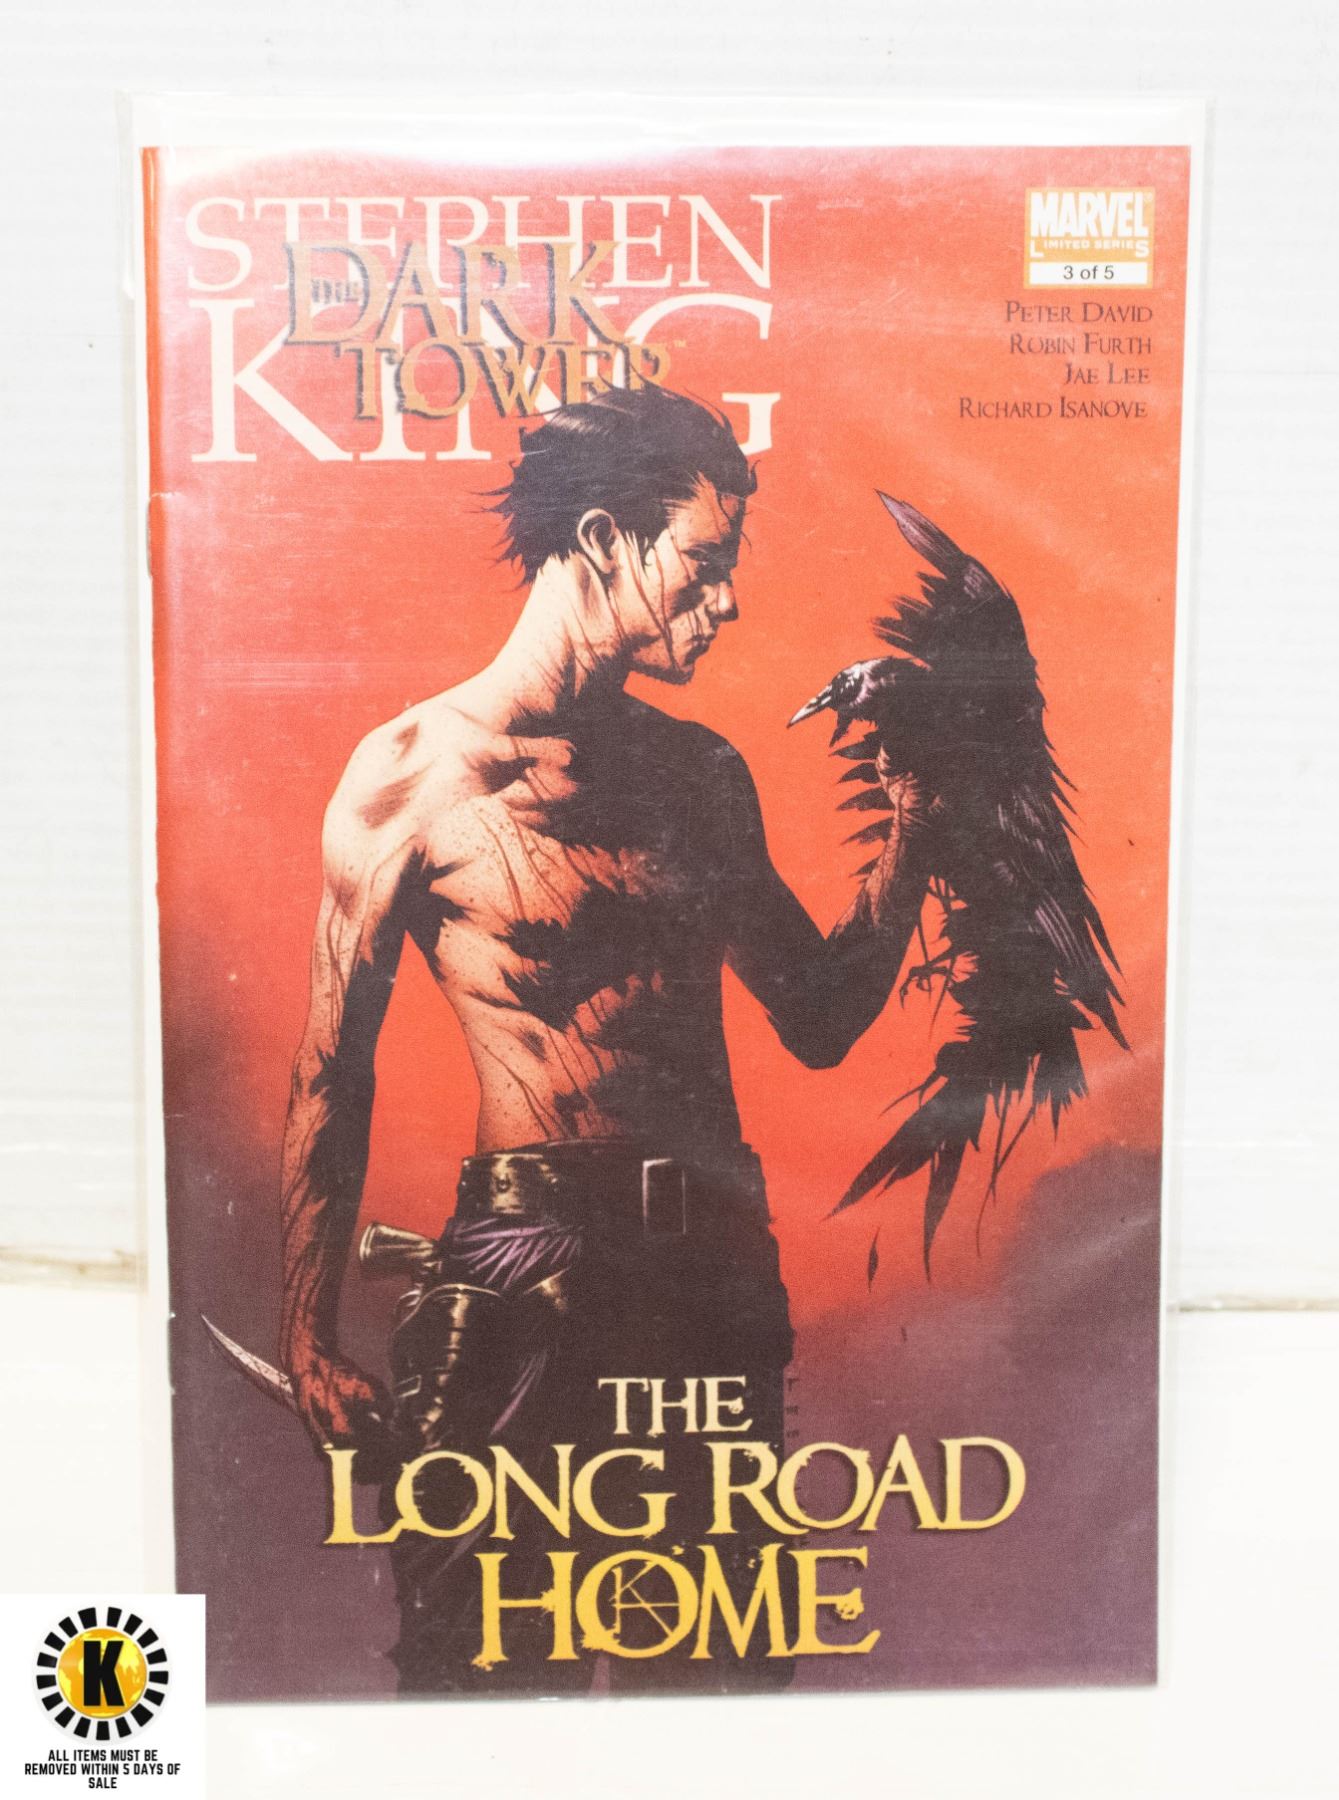 STEPHEN
KING
THE DARK
TOWER™
MARVEL
LIMITED SERIES
3 of 5
PETER DAVID
ROBIN FURTH
JAE LEE
RICHARD ISANOVE
THE
LONG ROAD
HOME
K
ALL ITEMS MUST BE
REMOVED WITHIN 5 DAYS OF
SALE